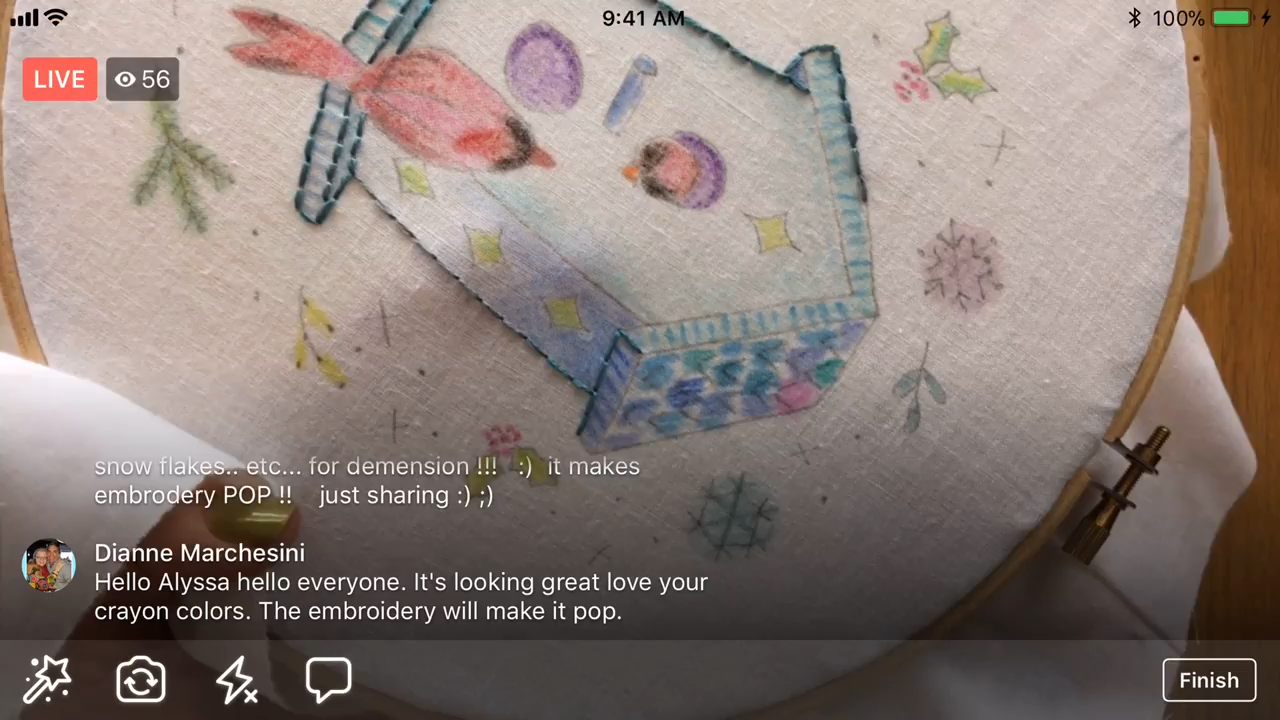 9:41 AM
100%
LIVE
56
snow flakes.. etc... for demension !!! :) it makes
embrodery POP !! just sharing :) ;)
Dianne Marchesini
Hello Alyssa hello everyone. It's looking great love your
crayon colors. The embroidery will make it pop.
Finish